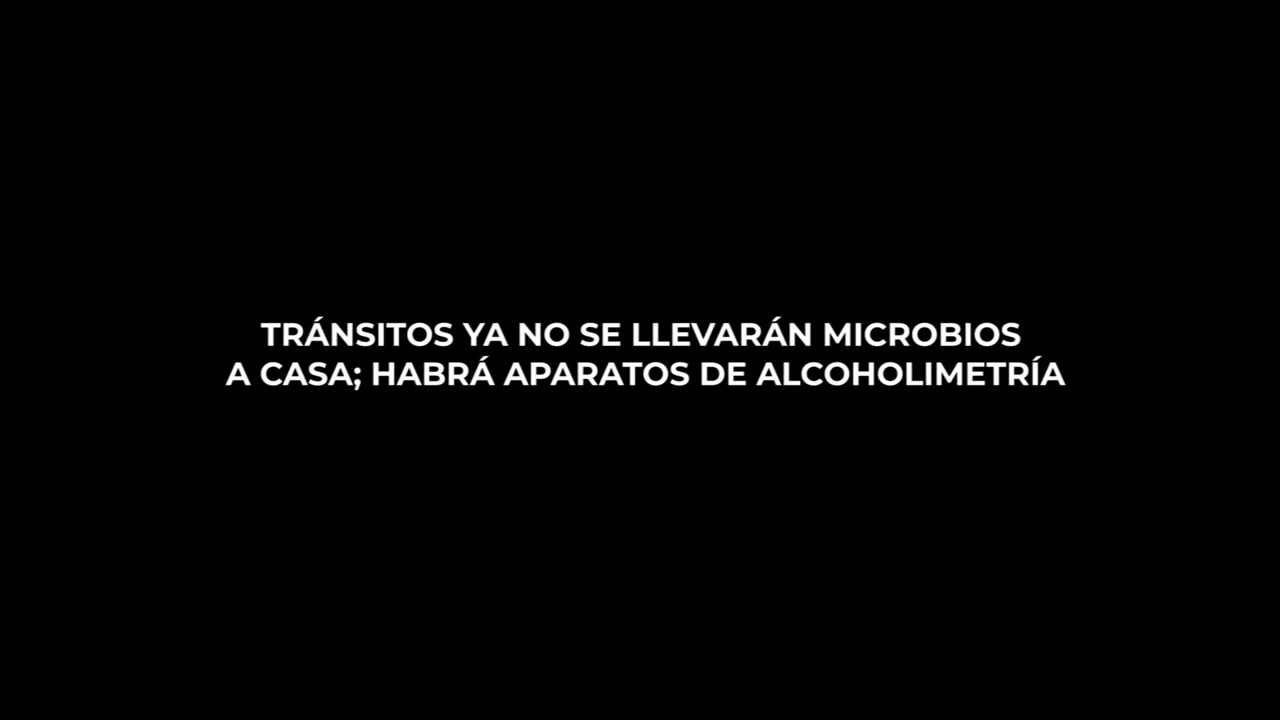 TRÁNSITOS YA NO SE LLEVARÁN MICROBIOS
A CASA; HABRÁ APARATOS DE ALCOHOLIMETRÍA